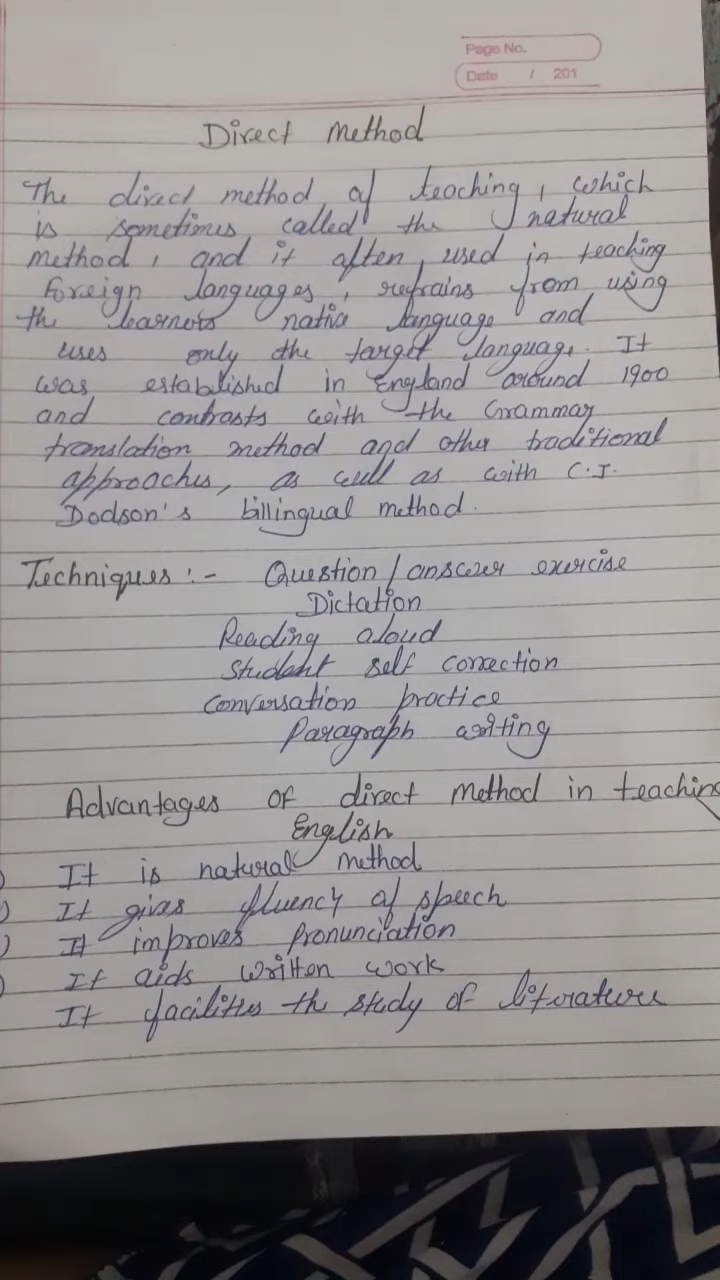 Page No.
Date / 201
Direct Method
The direct method of teaching, which
is sometimes called the natural
method, and it often used in teaching
foreign languages, refrains from using
the learners native language and
uses only the target language. It
was established in England around 1900
and contrasts with the Grammar
translation method and other traditional
approaches, as well as with C.J.
Dodson's billingual method.
Techniques :- Question/answer exercise
Dictation
Reading aloud
Student self correction
Conversation practice
Paragraph writing
Advantages of direct method in teaching
English
It is natural method
It gives fluency of speech
It improves Pronunciation
It aids written work
It facilities the study of literature